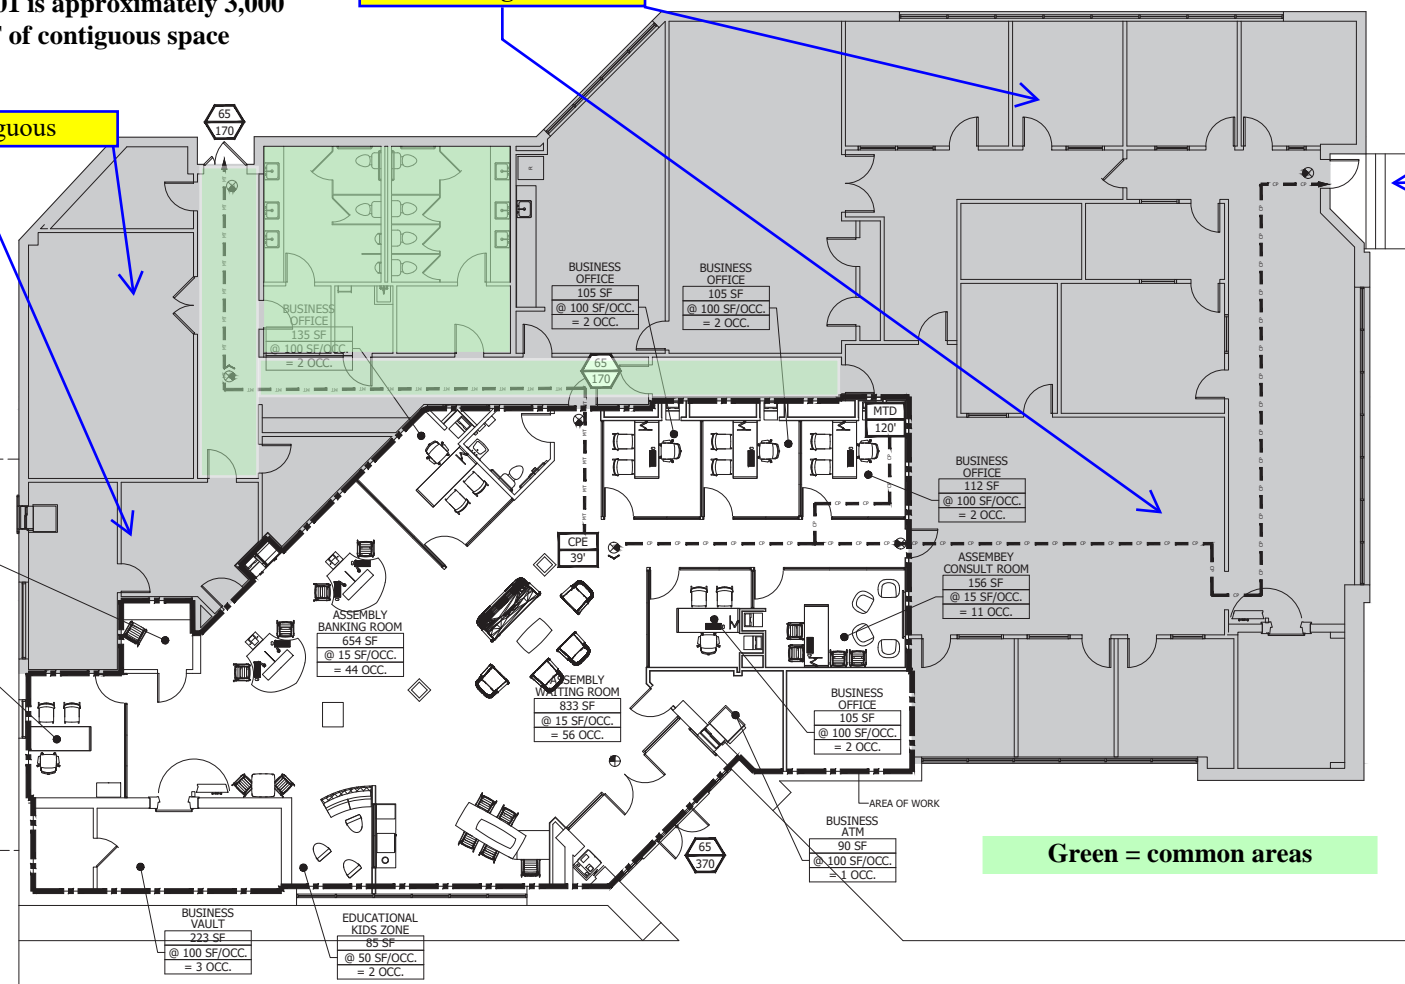 01 is approximately 3,000
of contiguous space
guous
65
170
BUSINESS
OFFICE
135 SF
@ 100 SF/OCC.
= 2 OCC.
BUSINESS
OFFICE
105 SF
@ 100 SF/OCC.
= 2 OCC.
BUSINESS
OFFICE
105 SF
@ 100 SF/OCC.
= 2 OCC.
65
170
MTD
120'
BUSINESS
OFFICE
112 SF
@ 100 SF/OCC.
= 2 OCC.
CPE
39'
ASSEMBEY
CONSULT ROOM
156 SF
@ 15 SF/OCC.
= 11 OCC.
ASSEMBLY
BANKING ROOM
654 SF
@ 15 SF/OCC.
= 44 OCC.
ASSEMBLY
WAITING ROOM
833 SF
@ 15 SF/OCC.
= 56 OCC.
BUSINESS
OFFICE
105 SF
@ 100 SF/OCC.
= 2 OCC.
AREA OF WORK
BUSINESS
ATM
90 SF
@ 100 SF/OCC.
= 1 OCC.
65
370
Green = common areas
BUSINESS
VAULT
223 SF
@ 100 SF/OCC.
= 3 OCC.
EDUCATIONAL
KIDS ZONE
85 SF
@ 50 SF/OCC.
= 2 OCC.